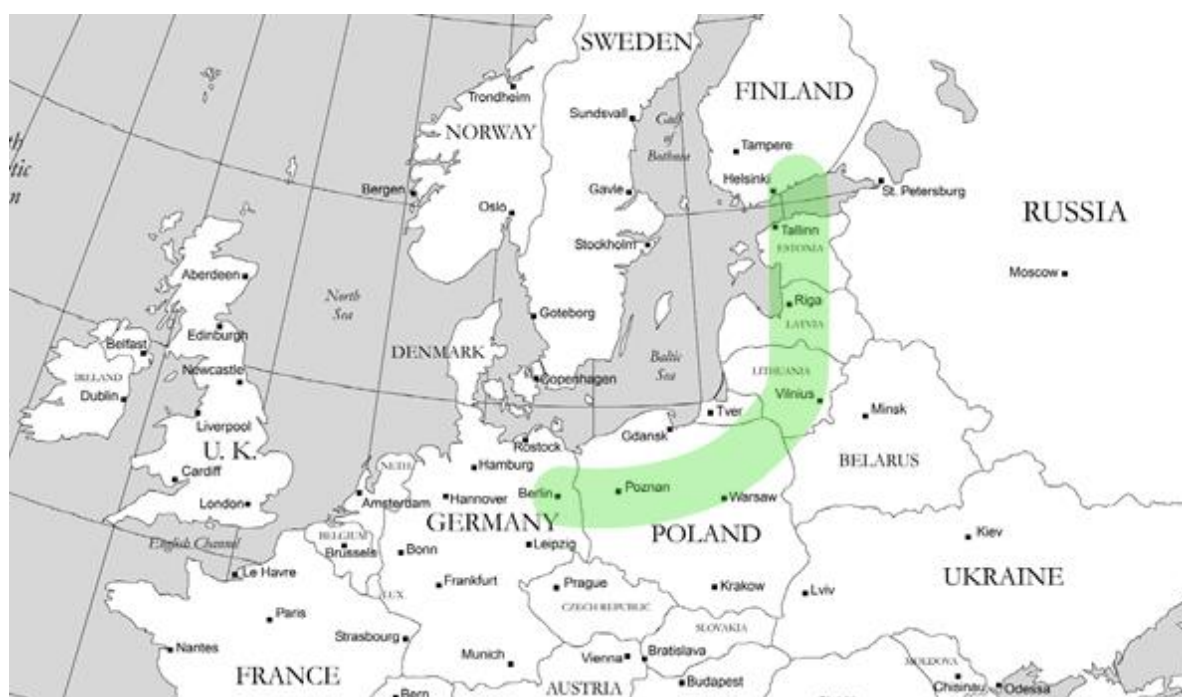 SWEDEN
FINLAND
Trondheim
NORWAY
Sundsvall
Gulf
of
Bothnia
Tampere
Helsinki
St. Petersburg
Bergen
Oslo
Gavle
Stockholm
Tallinn
ESTONIA
RUSSIA
Moscow
Aberdeen
North
Sea
Edinburgh
Goteborg
Riga
LATVIA
Belfast
DENMARK
Baltic
Sea
IRELAND
Newcastle
Copenhagen
LITHUANIA
Dublin
Liverpool
Vilnius
Tver
Minsk
U. K.
Rostock
Gdansk
Cardiff
NETH
Hamburg
BELARUS
London
Amsterdam
Hannover
Berlin
Poznan
Warsaw
GERMANY
POLAND
English Channel
BELGIUM
Brussels
Bonn
Leipzig
Kiev
Le Havre
Frankfurt
Prague
Krakow
Lviv
UKRAINE
LUX
CZECH REPUBLIC
Paris
Strasbourg
SLOVAKIA
Nantes
Munich
Vienna
Bratislava
FRANCE
AUSTRIA
Budapest
MOLDOVA
Chisinau
Odessa
Bern